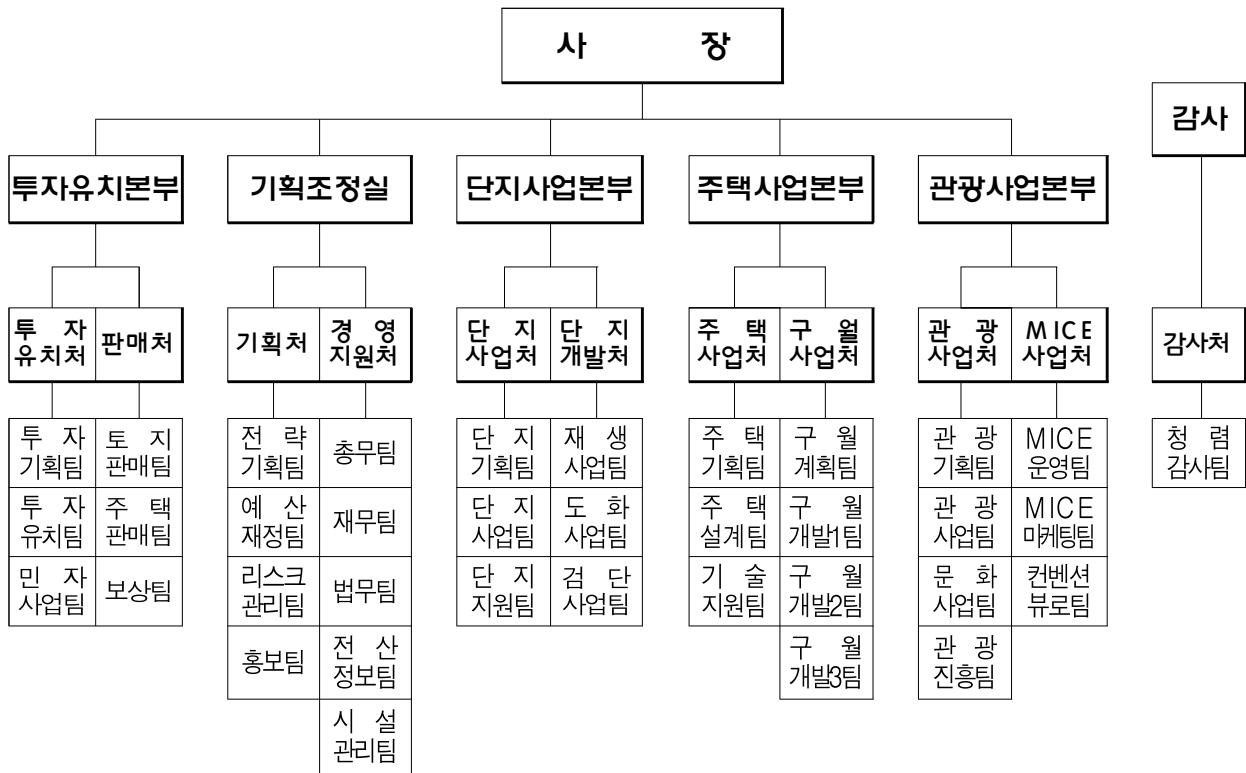 사 장
감사
투자유치본부 기획조정실 단지사업본부 주택사업본부 관광사업본부
투 자
유치처
판매처
기획처
경 영
지원처
단 지
사업처
단 지
개발처
주 택
사업처
구 월
사업처
관 광
사업처
MICE
사업처
감사처
투 자
기획팀
투 자
유치팀
민 자
사업팀
토 지
판매팀
주 택
판매팀
보상팀
전 략
기획팀
예 산
재정팀
리스크
관리팀
홍보팀
총무팀
재무팀
법무팀
전 산
정보팀
시 설
관리팀
단 지
기획팀
단 지
사업팀
단 지
지원팀
재 생
사업팀
도 화
사업팀
검 단
사업팀
주 택
기획팀
주 택
설계팀
기 술
지원팀
구 월
계획팀
구 월
개발1팀
구 월
개발2팀
구 월
개발3팀
관 광
기획팀
관 광
사업팀
문 화
사업팀
관 광
진흥팀
MICE
운영팀
MICE
마케팅팀
컨벤션
뷰로팀
청 렴
감사팀